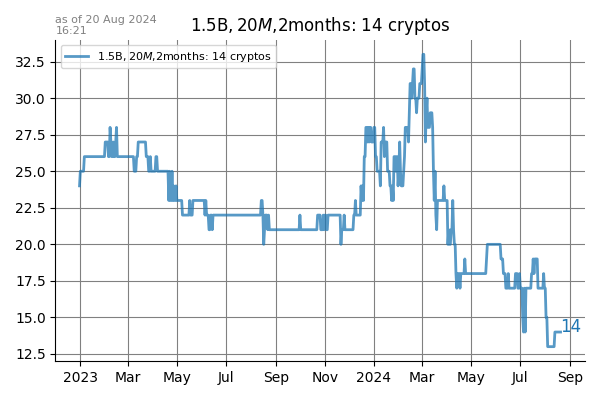 as of 20 Aug 2024
16:21
1.5B, 20M,2months: 14 cryptos
1.5B, 20M,2months: 14 cryptos
32.5
30.0
27.5
25.0
22.5
20.0
17.5
15.0
12.5
14
2023 Mar May Jul Sep Nov 2024 Mar May Jul Sep